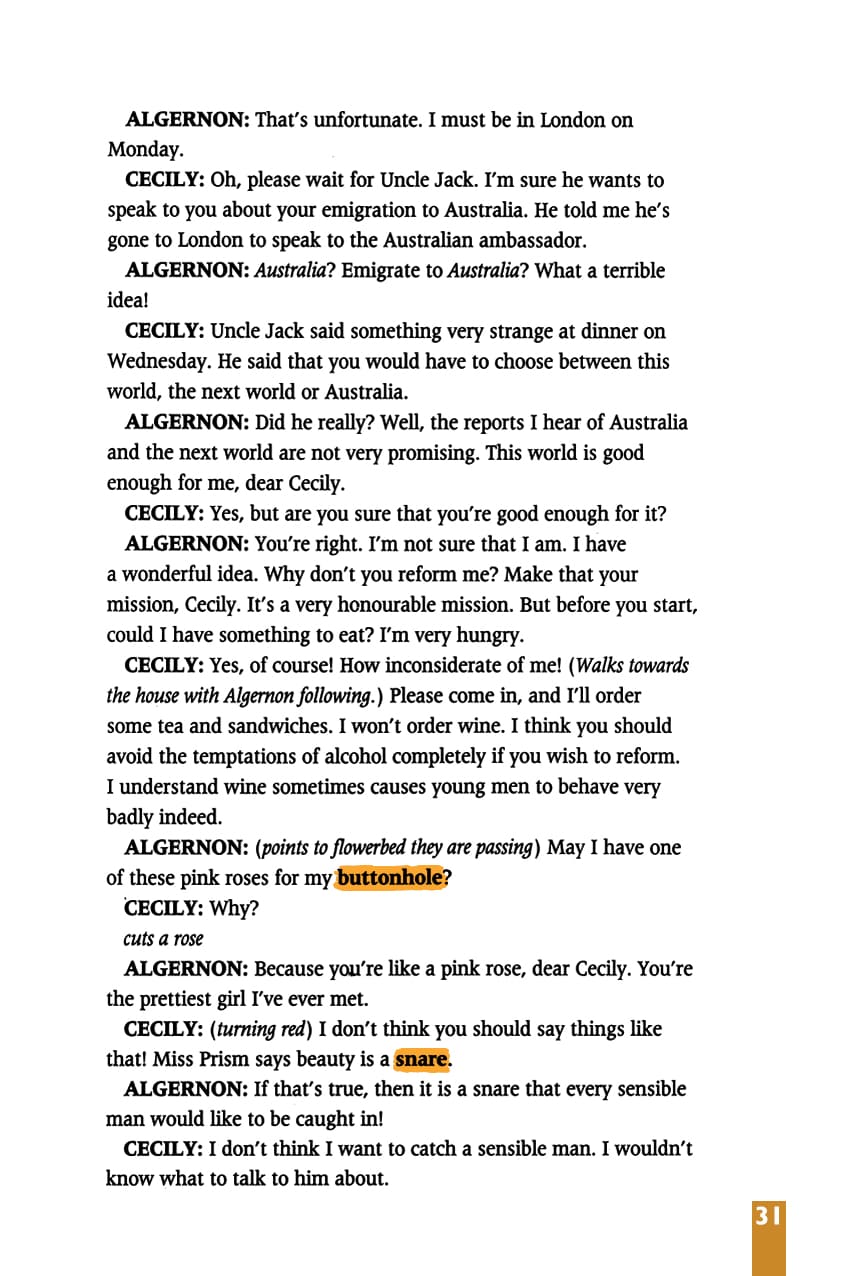 ALGERNON: That's unfortunate. I must be in London on
Monday.
CECILY: Oh, please wait for Uncle Jack. I'm sure he wants to
speak to you about your emigration to Australia. He told me he's
gone to London to speak to the Australian ambassador.
ALGERNON: Australia? Emigrate to Australia? What a terrible
idea!
CECILY: Uncle Jack said something very strange at dinner on
Wednesday. He said that you would have to choose between this
world, the next world or Australia.
ALGERNON: Did he really? Well, the reports I hear of Australia
and the next world are not very promising. This world is good
enough for me, dear Cecily.
CECILY: Yes, but are you sure that you're good enough for it?
ALGERNON: You're right. I'm not sure that I am. I have
a wonderful idea. Why don't you reform me? Make that your
mission, Cecily. It's a very honourable mission. But before you start,
could I have something to eat? I'm very hungry.
CECILY: Yes, of course! How inconsiderate of me! (Walks towards
the house with Algernon following.) Please come in, and I'll order
some tea and sandwiches. I won't order wine. I think you should
avoid the temptations of alcohol completely if you wish to reform.
I understand wine sometimes causes young men to behave very
badly indeed.
ALGERNON: (points to flowerbed they are passing) May I have one
of these pink roses for my buttonhole?
CECILY: Why?
cuts a rose
ALGERNON: Because you're like a pink rose, dear Cecily. You're
the prettiest girl I've ever met.
CECILY: (turning red) I don't think you should say things like
that! Miss Prism says beauty is a snare.
ALGERNON: If that's true, then it is a snare that every sensible
man would like to be caught in!
CECILY: I don't think I want to catch a sensible man. I wouldn't
know what to talk to him about.
31